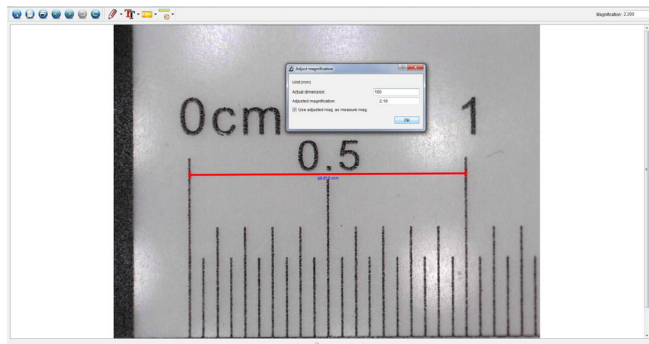 Magnification: 2.200
Adjust magnification
Unit(mm)
Actual dimension:
100
Adjusted magnification:
2.19
Use adjusted mag. as measure mag.
OK
0cm
1
0.5